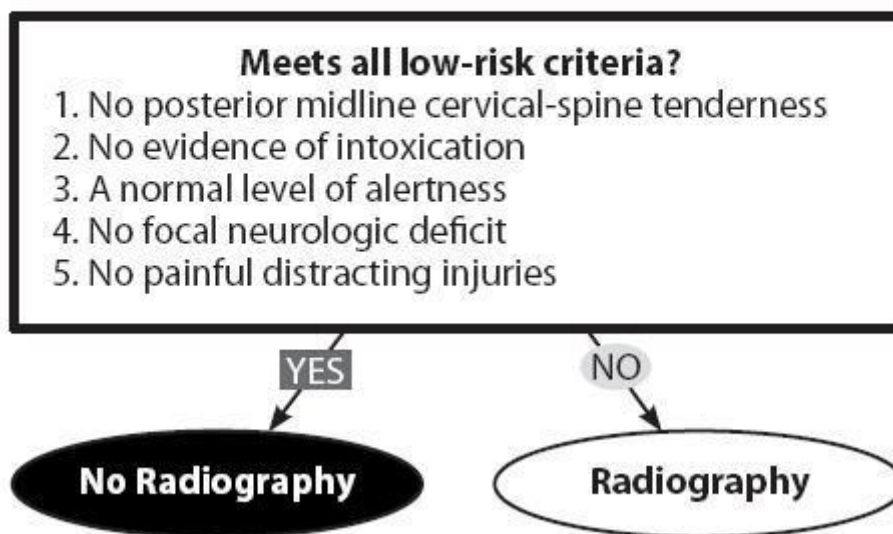 Meets all low-risk criteria?
1. No posterior midline cervical-spine tenderness
2. No evidence of intoxication
3. A normal level of alertness
4. No focal neurologic deficit
5. No painful distracting injuries
YES
NO
No Radiography
Radiography